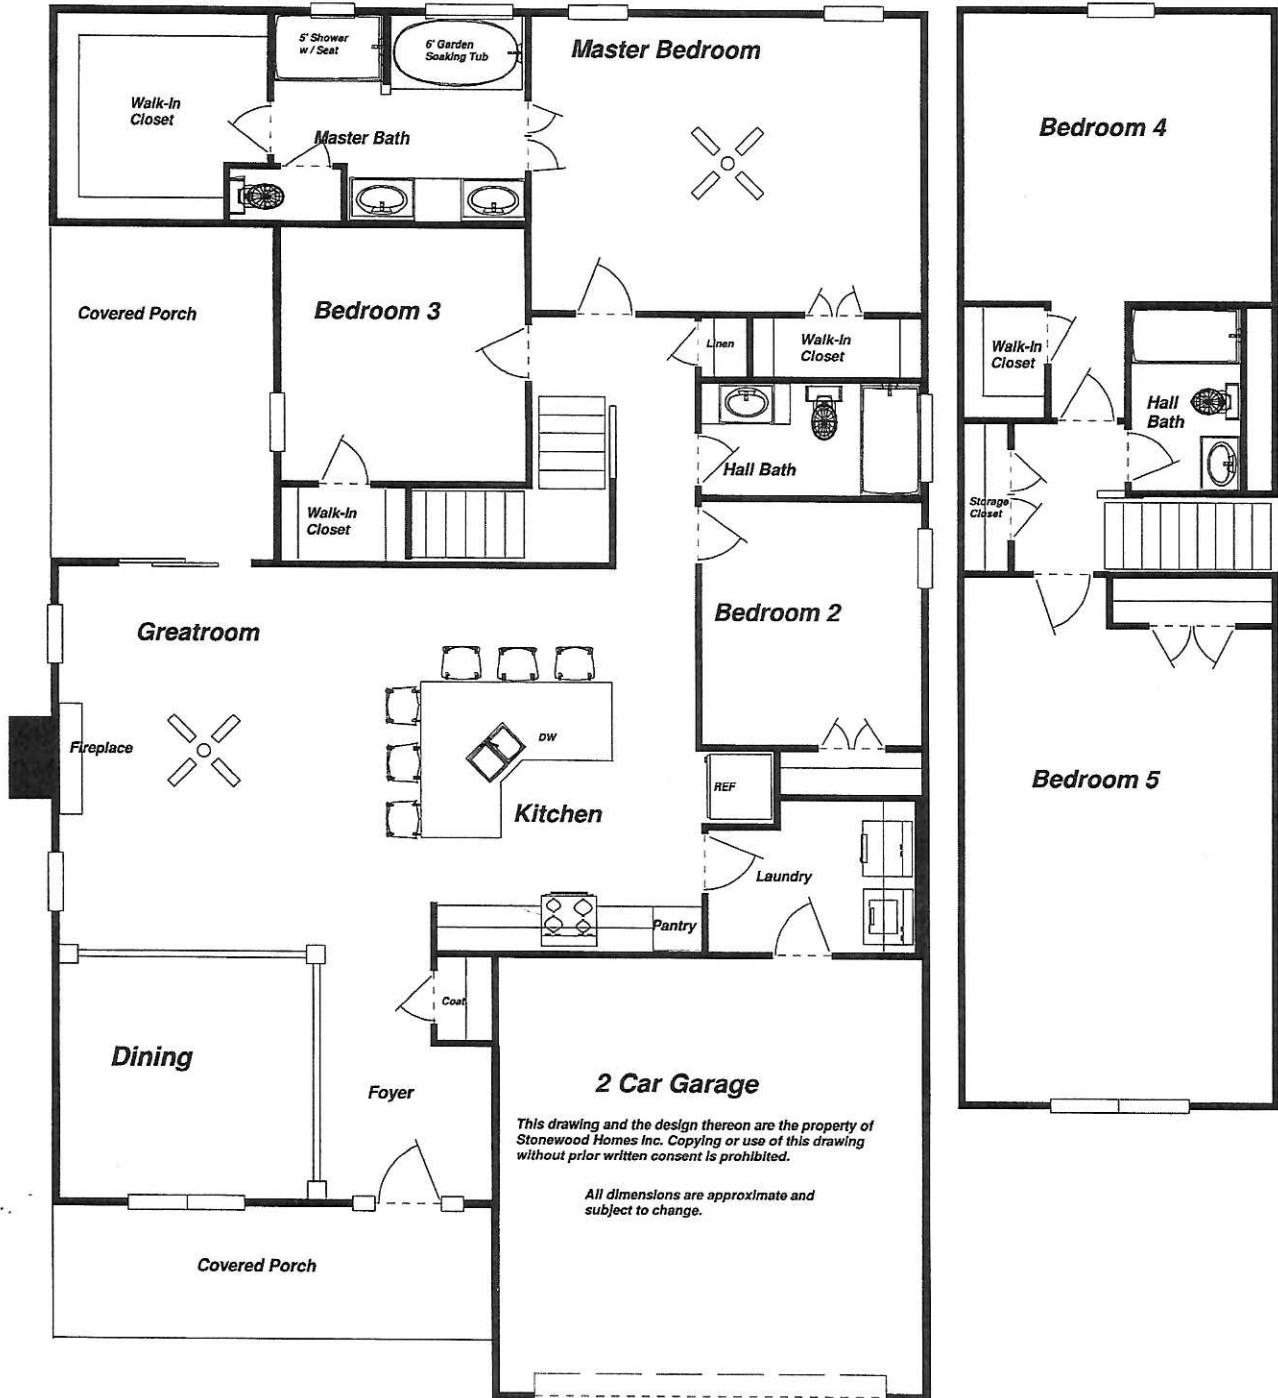 5' Shower
w / Seat
6' Garden
Soaking Tub
Master Bedroom
Walk-In
Closet
Master Bath
Bedroom 4
Covered Porch
Bedroom 3
Linen
Walk-In
Closet
Walk-In
Closet
Hall
Bath
Hall Bath
Storage
Closet
Walk-In
Closet
Greatroom
Bedroom 2
Fireplace
DW
REF
Kitchen
Bedroom 5
Laundry
Pantry
Coat
Dining
Foyer
2 Car Garage
This drawing and the design thereon are the property of
Stonewood Homes Inc. Copying or use of this drawing
without prior written consent is prohibited.
All dimensions are approximate and
subject to change.
Covered Porch